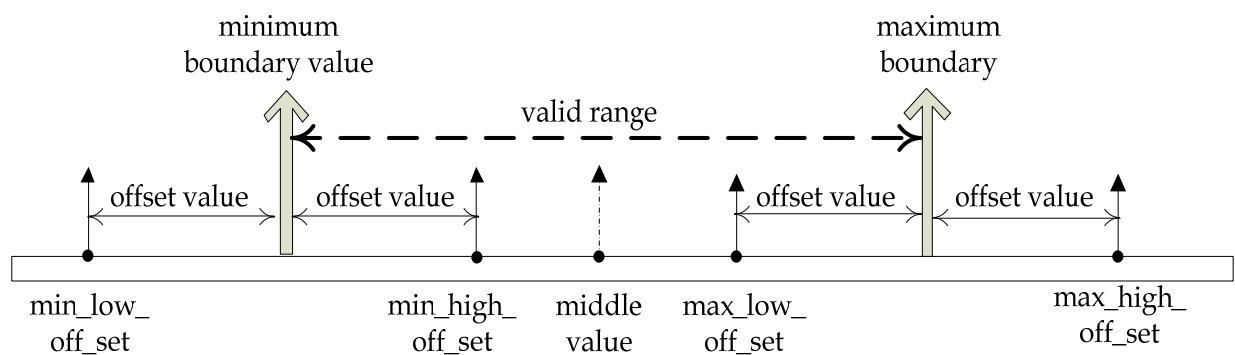 minimum
boundary value
maximum
boundary
valid range
offset value
offset value
offset value
offset value
min_low_
off_set
min_high_
off_set
middle
value
max_low_
off_set
max_high_
off_set